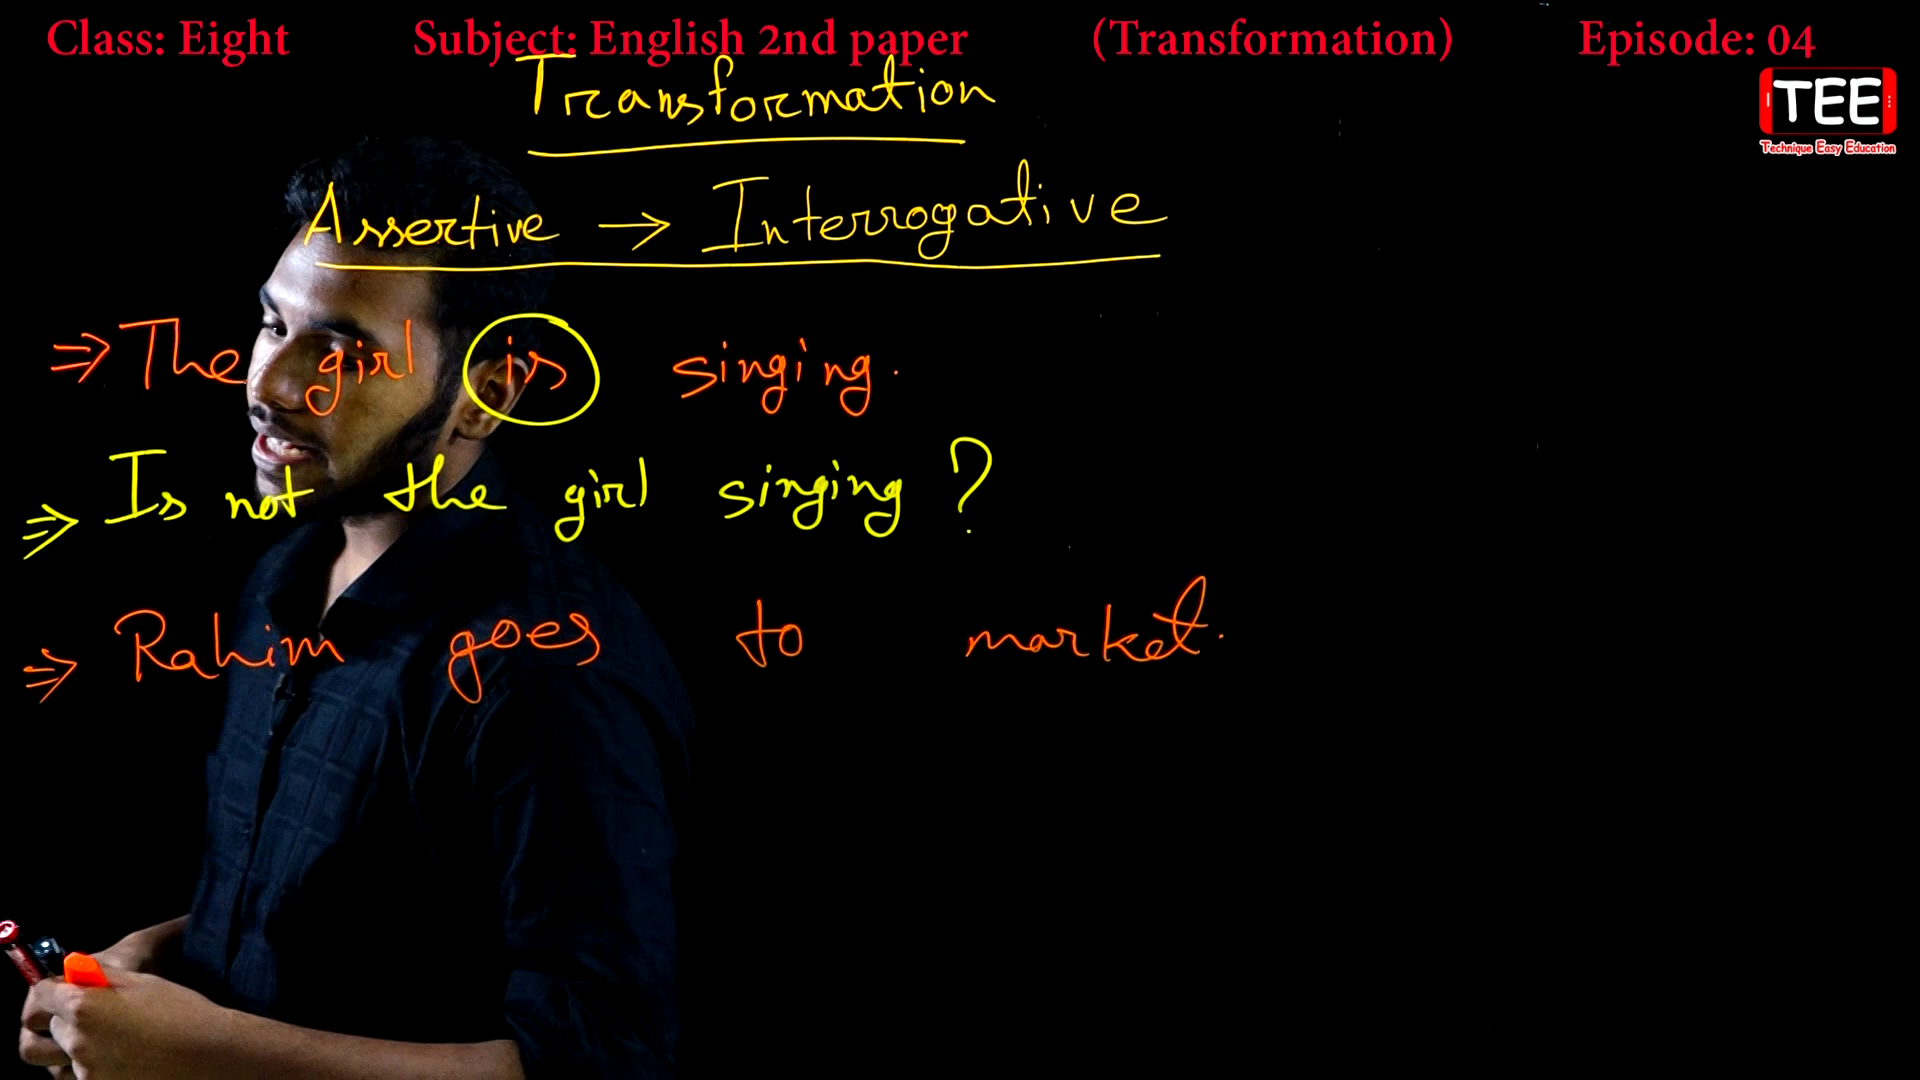 Class: Eight Subject: English 2nd paper (Transformation) Episode: 04
TEE
Technique Easy Education
Transformation
Assertive → Interrogative
⇒ The girl is singing.
⇒ Is not the girl singing?
⇒ Rahim goes to market.